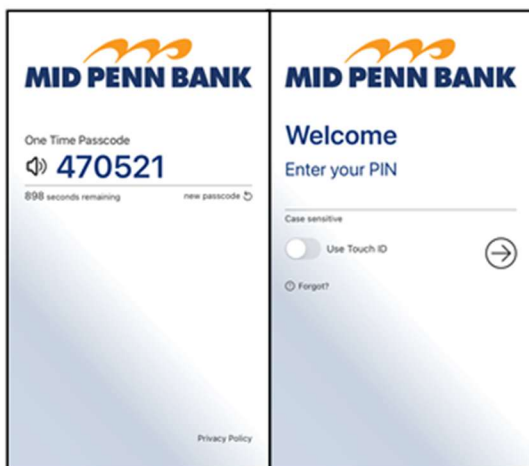 MID PENN BANK
One Time Passcode
470521
898 seconds remaining
new passcode
Privacy Policy
MID PENN BANK
Welcome
Enter your PIN
Case sensitive
Use Touch ID
Forgot?